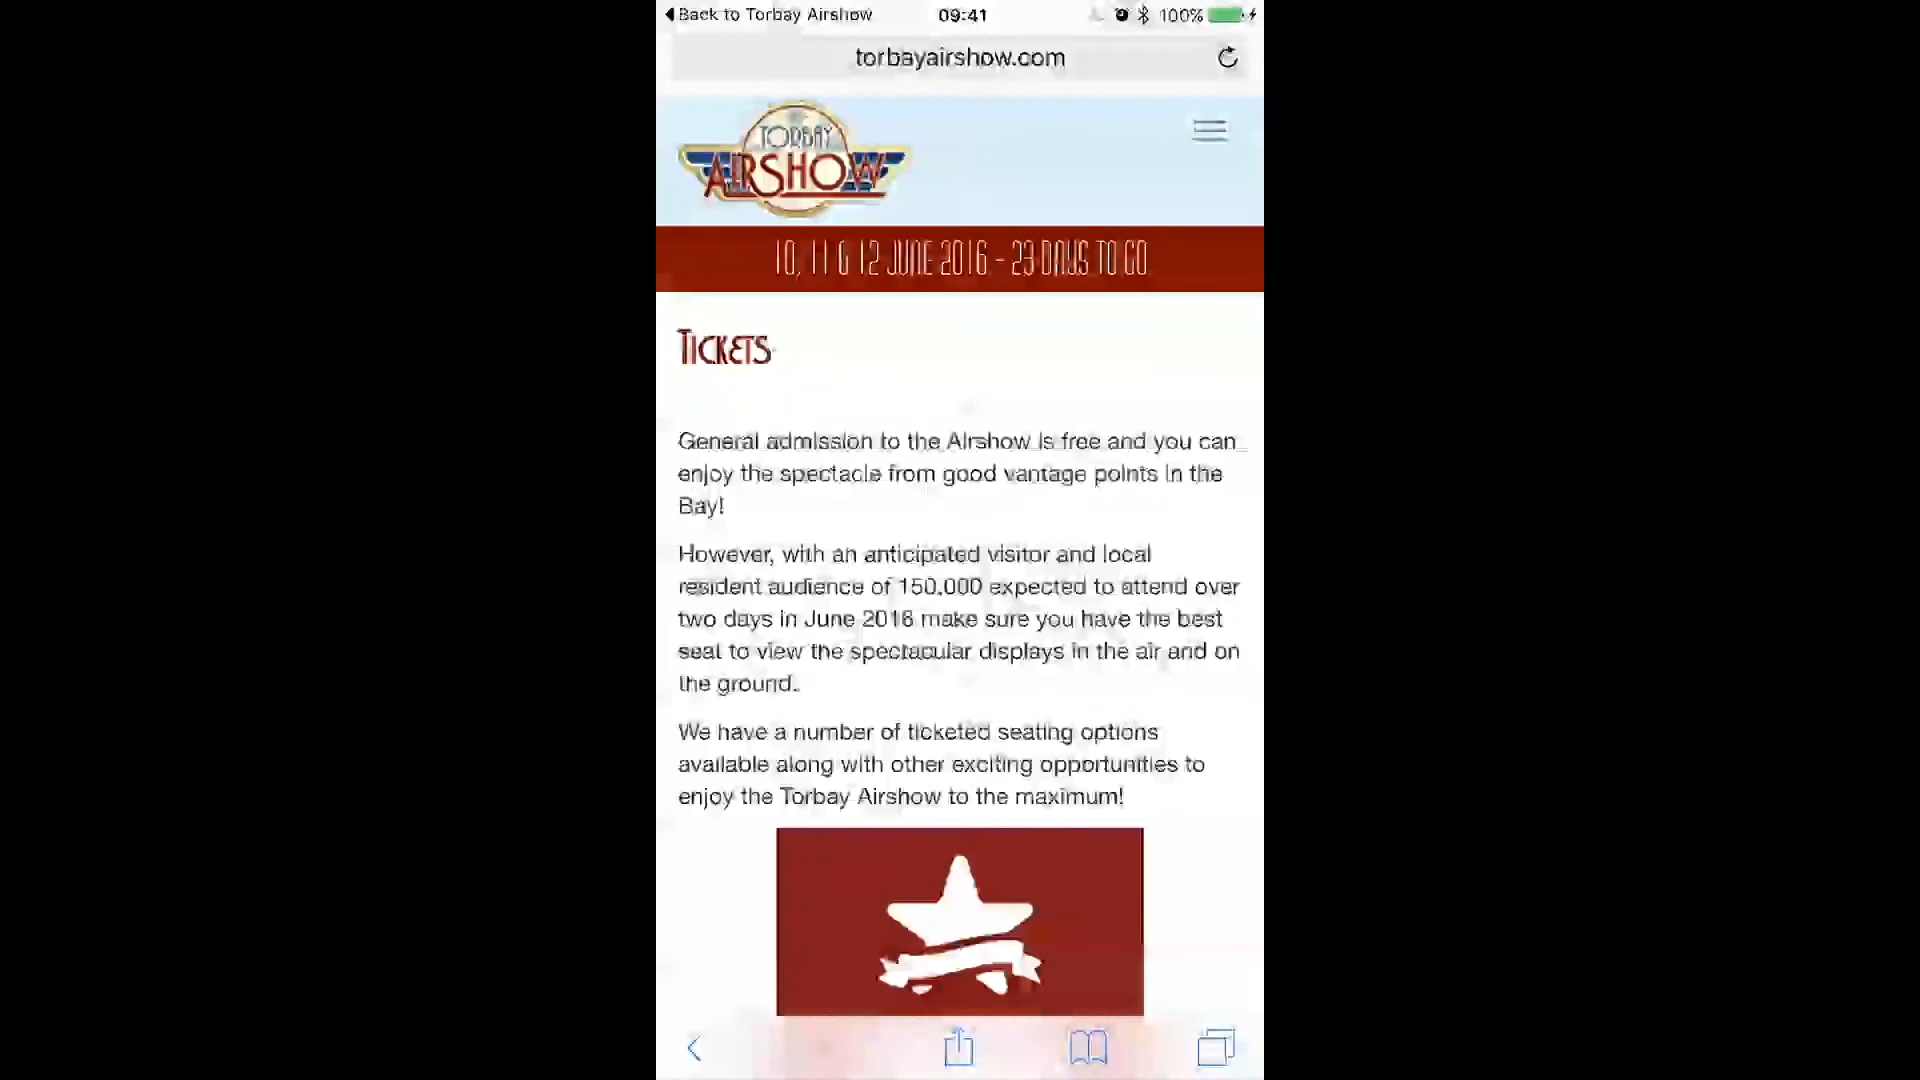 Back to Torbay Airshow 09:41 100%
torbayairshow.com
TORBAY
AIRSHOW
10, 11 & 12 JUNE 2016 - 23 DAYS TO GO
TICKETS
General admission to the Airshow is free and you can
enjoy the spectacle from good vantage points in the
Bay!
However, with an anticipated visitor and local
resident audience of 150,000 expected to attend over
two days in June 2016 make sure you have the best
seat to view the spectacular displays in the air and on
the ground.
We have a number of ticketed seating options
available along with other exciting opportunities to
enjoy the Torbay Airshow to the maximum!